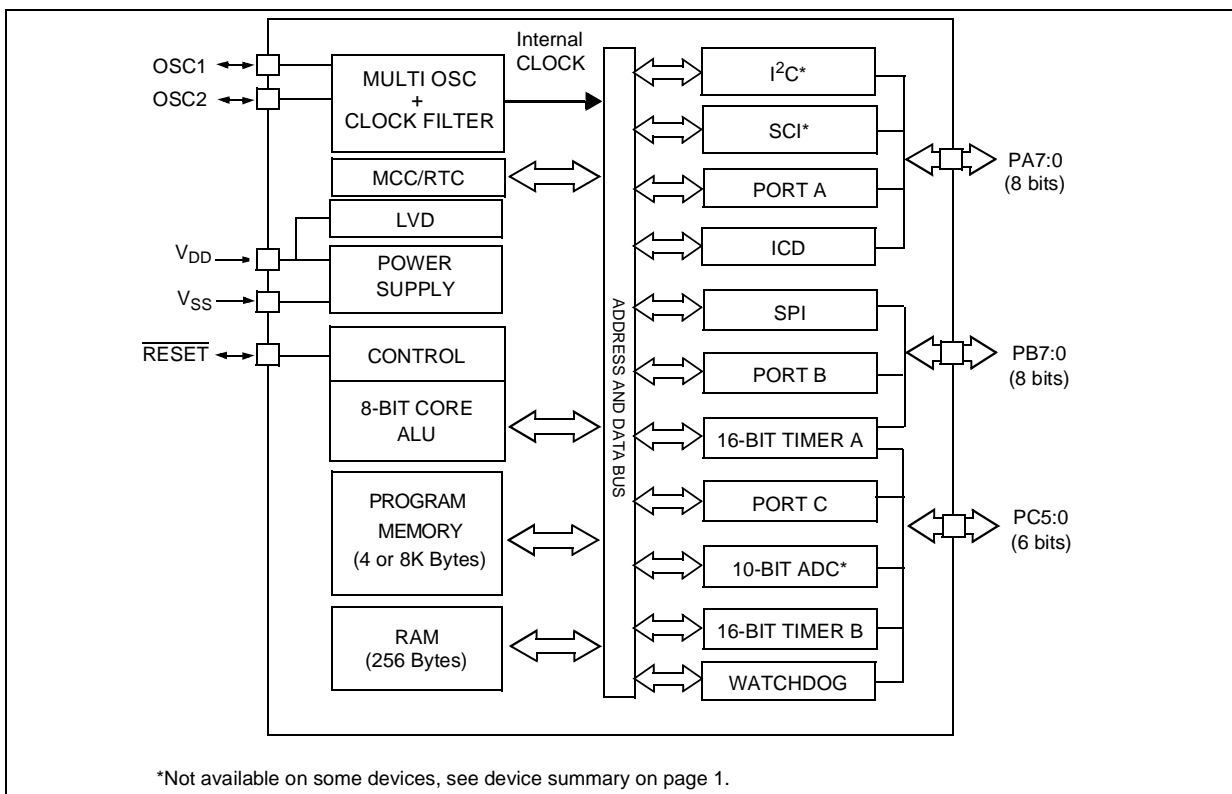 OSC1
OSC2
V_DD
V_SS
RESET
MULTI OSC
+
CLOCK FILTER
Internal
CLOCK
MCC/RTC
LVD
POWER
SUPPLY
CONTROL
8-BIT CORE
ALU
PROGRAM
MEMORY
(4 or 8K Bytes)
RAM
(256 Bytes)
ADDRESS AND DATA BUS
I²C*
SCI*
PORT A
ICD
SPI
PORT B
16-BIT TIMER A
PORT C
10-BIT ADC*
16-BIT TIMER B
WATCHDOG
PA7:0
(8 bits)
PB7:0
(8 bits)
PC5:0
(6 bits)
*Not available on some devices, see device summary on page 1.